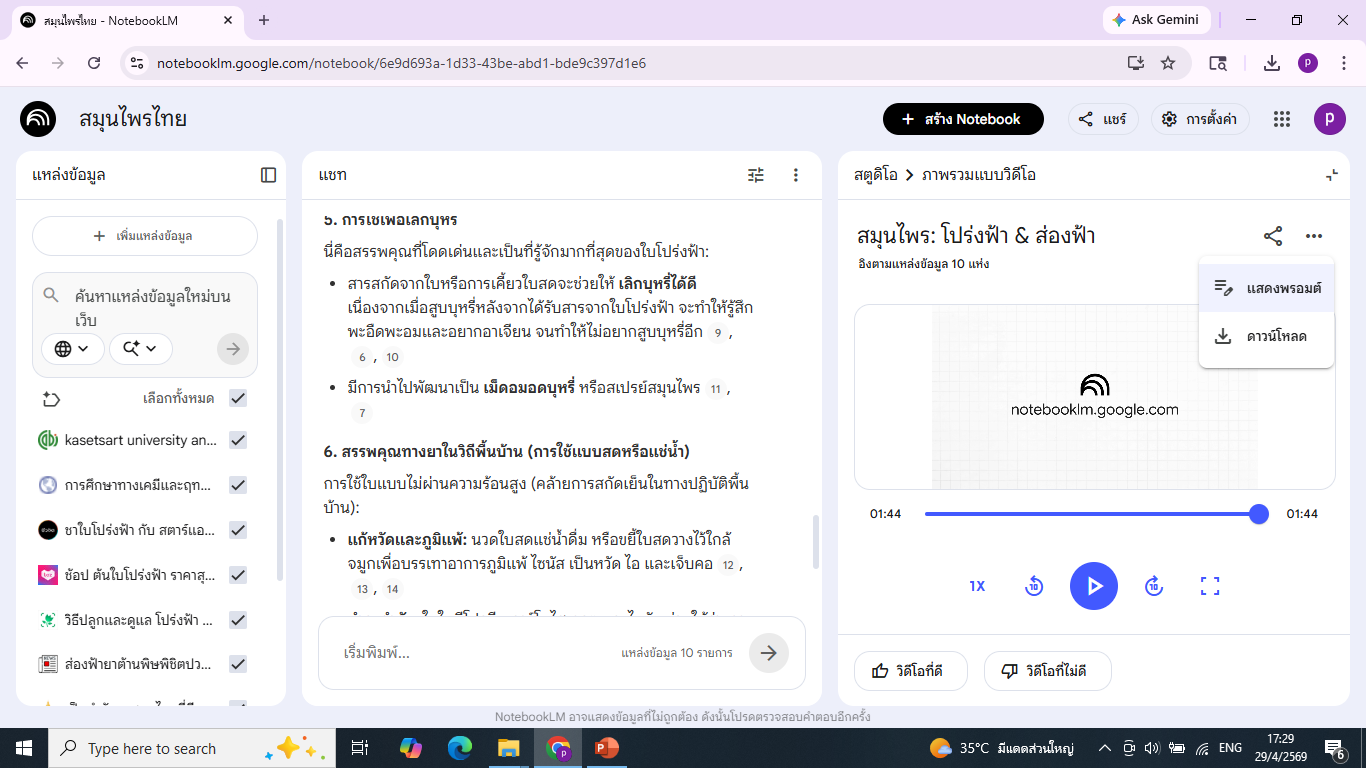 สมุนไพรไทย - NotebookLM
Ask Gemini
notebooklm.google.com/notebook/6e9d693a-1d33-43be-abd1-bde9c397d1e6
p
สมุนไพรไทย
สร้าง Notebook
แชร์
การตั้งค่า
p
แหล่งข้อมูล
เพิ่มแหล่งข้อมูล
ค้นหาแหล่งข้อมูลใหม่บน
เว็บ
เลือกทั้งหมด
kasetsart university an...
การศึกษาทางเคมีและฤท...
ชาใบโปร่งฟ้า กับ สตาร์แอ...
ช้อป ต้นใบโปร่งฟ้า ราคาสุ...
วิธีปลูกและดูแล โปร่งฟ้า ...
ส่องฟ้ายาต้านพิษพิชิตปว...
แชท
5. การใช้เพื่อเลิกบุหรี่
นี่คือสรรพคุณที่โดดเด่นและเป็นที่รู้จักมากที่สุดของใบโปร่งฟ้า:
• สารสกัดจากใบหรือการเคี้ยวใบสดจะช่วยให้ เลิกบุหรี่ได้ดี
เนื่องจากเมื่อสูบบุหรี่หลังจากได้รับสารจากใบโปร่งฟ้า จะทำให้รู้สึก
พะอืดพะอมและอยากอาเจียน จนทำให้ไม่อยากสูบบุหรี่อีก 9 ,
6 , 10
• มีการนำไปพัฒนาเป็น เม็ดอมอดบุหรี่ หรือสเปรย์สมุนไพร 11 ,
7
6. สรรพคุณทางยาในวิถีพื้นบ้าน (การใช้แบบสดหรือแช่น้ำ)
การใช้ใบแบบไม่ผ่านความร้อนสูง (คล้ายการสกัดเย็นในทางปฏิบัติพื้น
บ้าน):
• แก้หวัดและภูมิแพ้: นวดใบสดแช่น้ำดื่ม หรือขยี้ใบสดวางไว้ใกล้
จมูกเพื่อบรรเทาอาการภูมิแพ้ ไซนัส เป็นหวัด ไอ และเจ็บคอ 12 ,
13 , 14
เริ่มพิมพ์...
แหล่งข้อมูล 10 รายการ
สตูดิโอ > ภาพรวมแบบวิดีโอ
สมุนไพร: โปร่งฟ้า & ส่องฟ้า
อิงตามแหล่งข้อมูล 10 แห่ง
แสดงพรอมต์
ดาวน์โหลด
notebooklm.google.com
01:44
01:44
1X
10
10
วิดีโอที่ดี
วิดีโอที่ไม่ดี
NotebookLM อาจแสดงข้อมูลที่ไม่ถูกต้อง ดังนั้นโปรดตรวจสอบคำตอบอีกครั้ง
Type here to search
35°C มีแดดส่วนใหญ่
ENG
17:29
29/4/2569
6